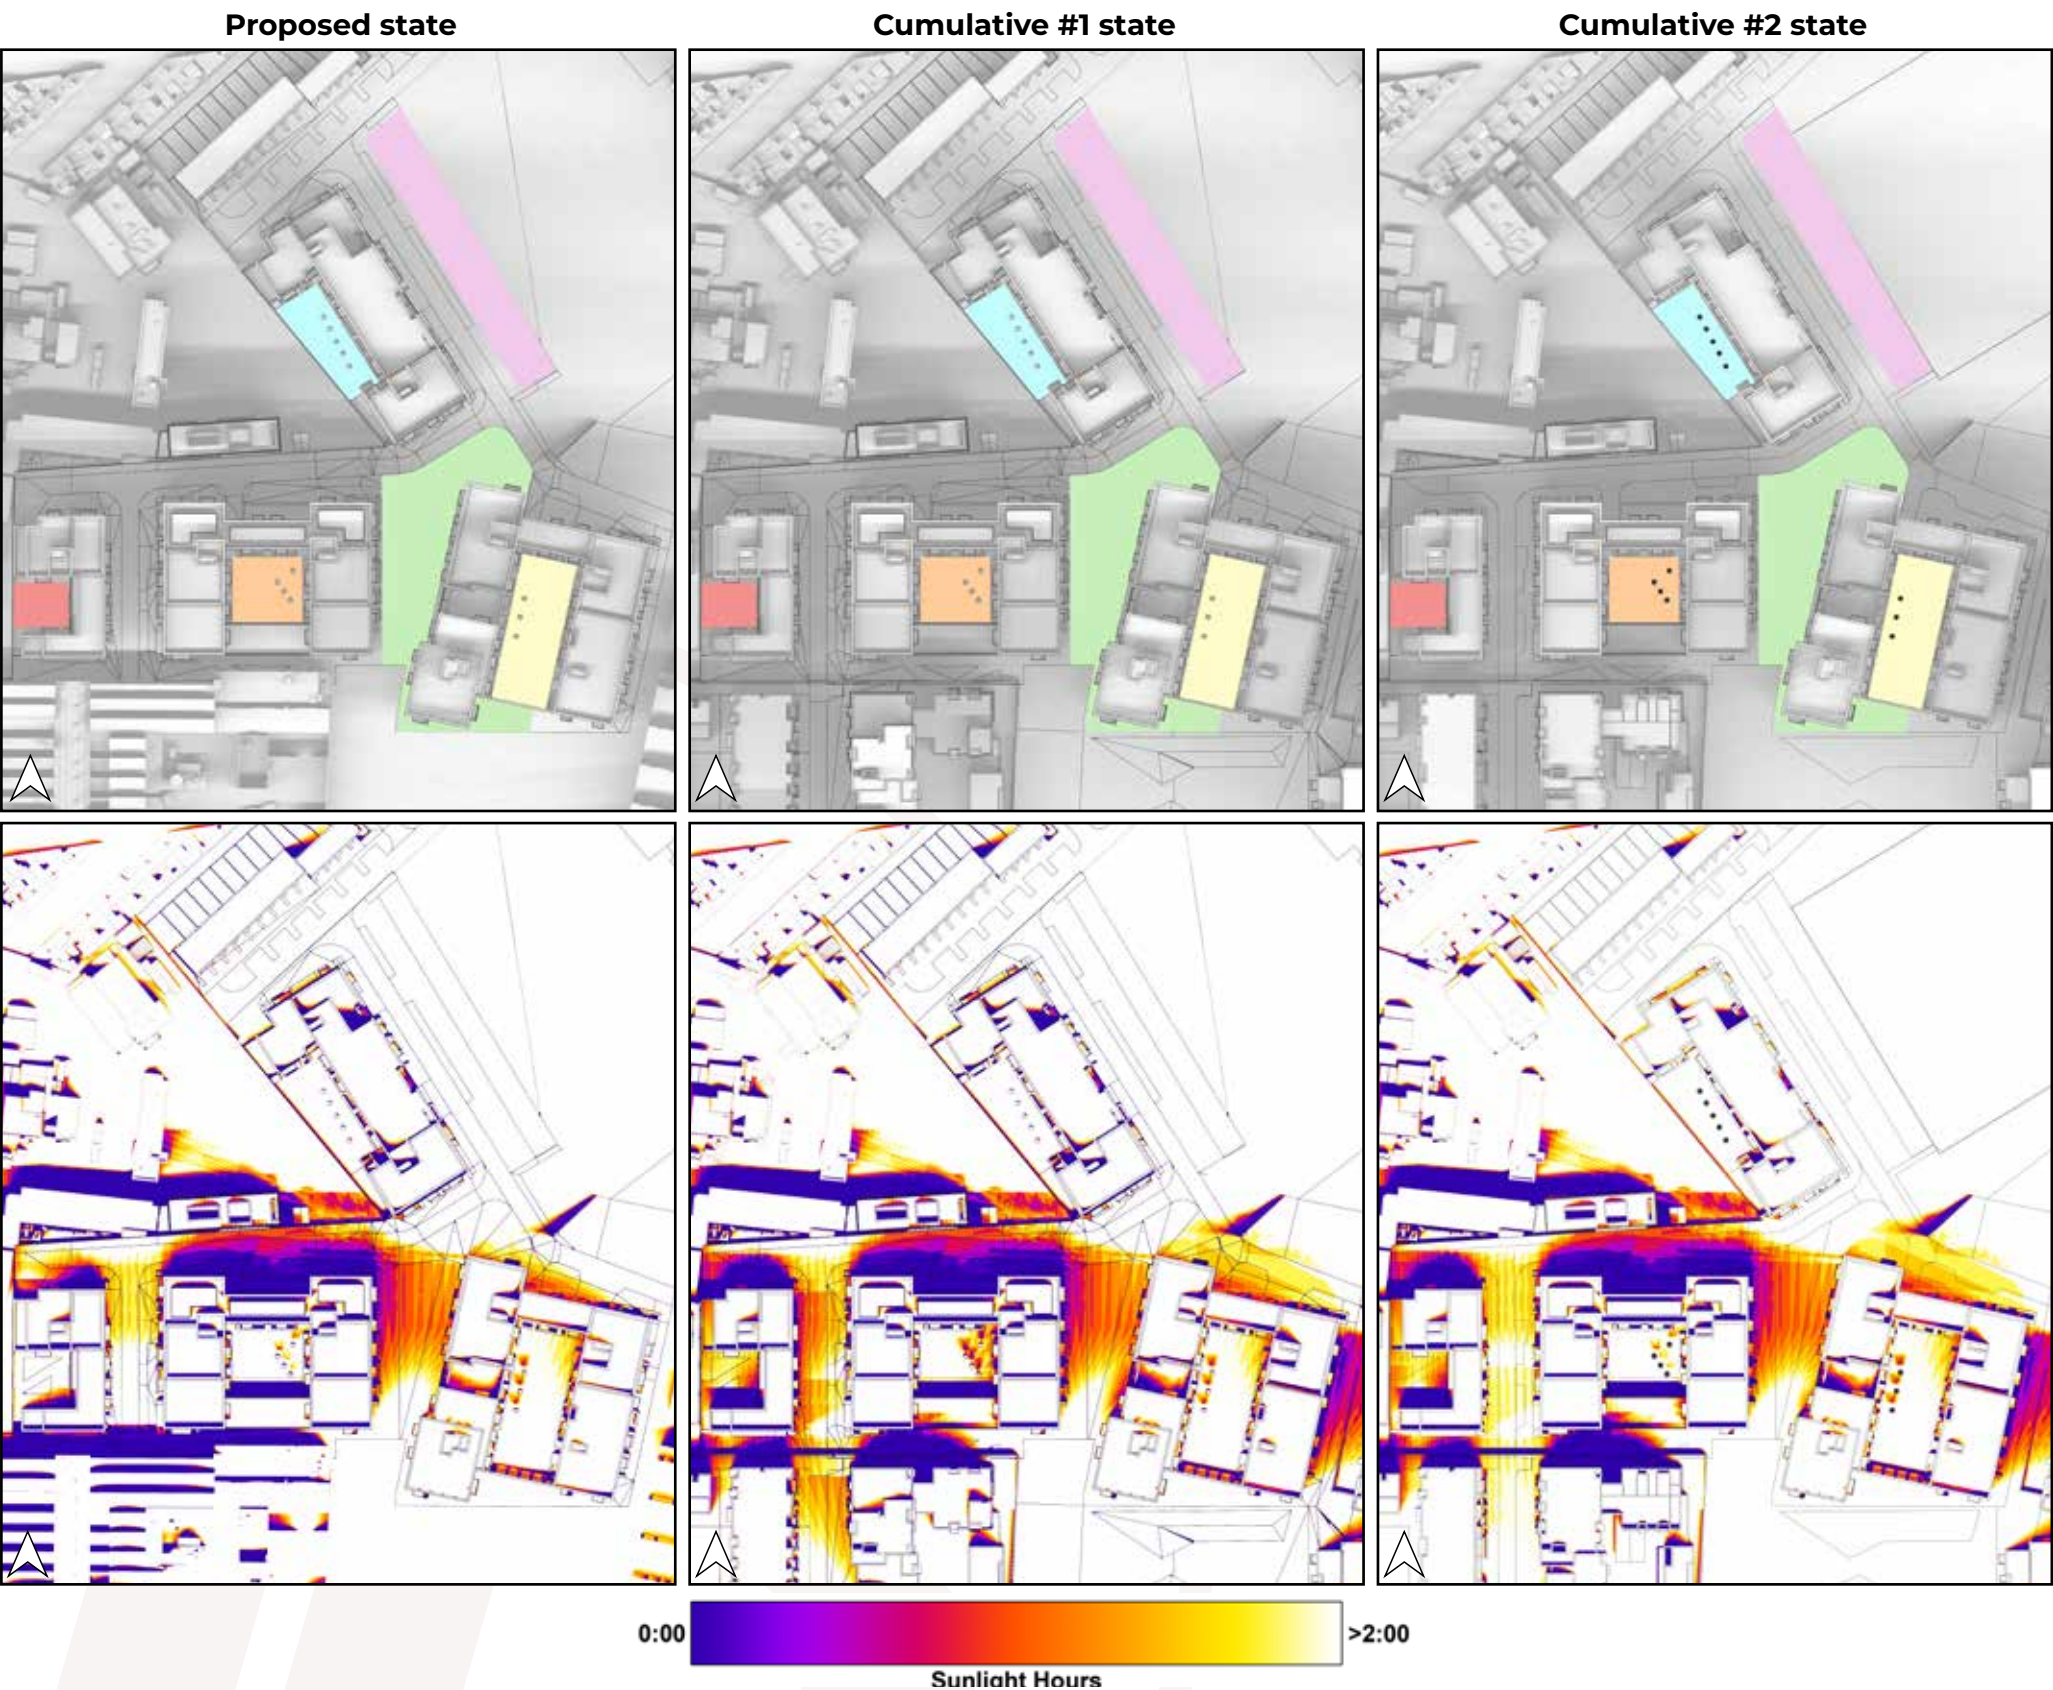 Proposed state
Cumulative #1 state
Cumulative #2 state
0:00
>2:00
Sunlight Hours